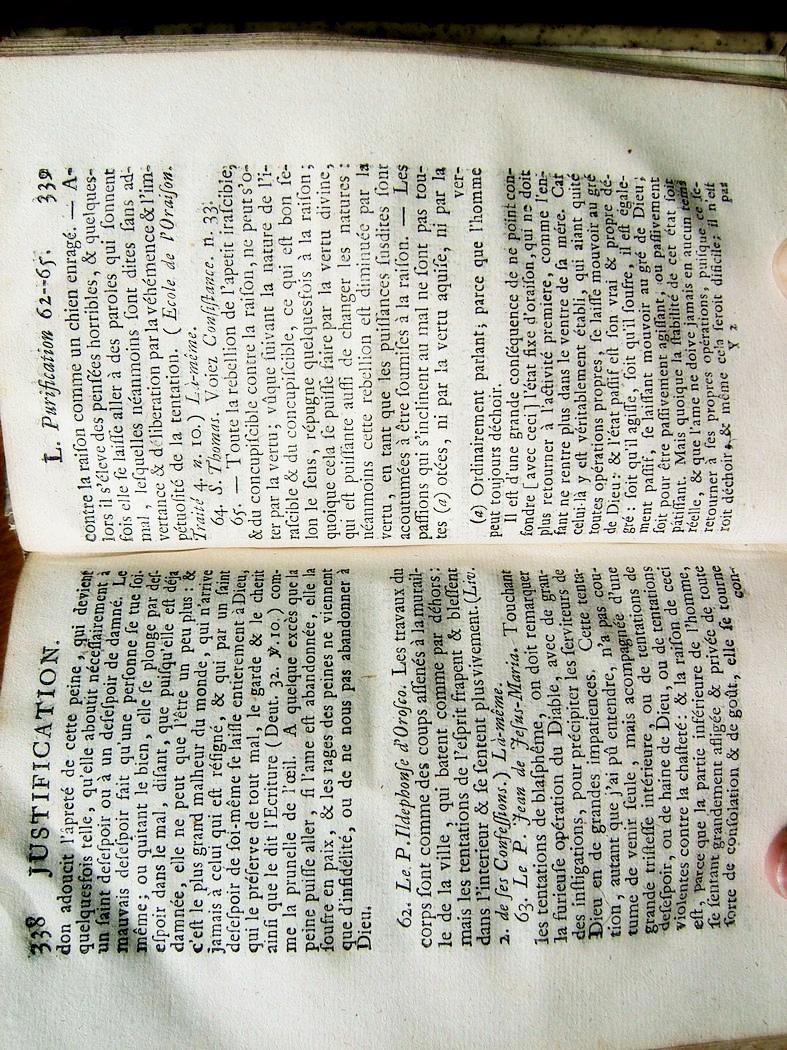 338 JUSTIFICATION.
don adoucit l'âpreté de cette peine, qui devient
quelquesfois telle, qu'elle aboutit nécessairement à
un saint desespoir ou à un desespoir de damné. Le
mauvais desespoir fait qu'une personne se tue soi-
même; ou quitant le bien, elle se plonge par des-
espoir dans le mal, disant, que puisqu'elle est déja
damnée, elle ne peut que l'être un peu plus: &
c'est le plus grand malheur du monde, qui n'arrive
jamais à celui qui est résigné, & qui par un saint
desespoir de soi-même se laisse entierement à Dieu,
qui le préserve de tout mal, le garde & le cherit
ainsi que le dit l'Ecriture (Deut. 32. ℣. 10.) com-
me la prunelle de l'œil. A quelque excès que la
peine puisse aller, si l'ame est abandonnée, elle la
soufre en paix, & les rages des peines ne viennent
que d'infidélité, ou de ne nous pas abandonner à
Dieu.
62. Le P. Ildephonse d'Orosco. Les travaux du
corps sont comme des coups assenés à la murail-
le de la ville, qui batent comme par déhors;
mais les tentations de l'esprit frapent & blessent
dans l'interieur & se sentent plus vivement. (Liv.
2. de ses Confessions.) Là-même.
63. Le P. Jean de Jesus-Maria. Touchant
les tentations de blasphême, on doit remarquer
la furieuse opération du Diable, avec de gran-
des instigations, pour précipiter les serviteurs de
Dieu en de grandes impatiences. Cette tenta-
tion, autant que j'ai pû entendre, n'a pas cou-
tume de venir seule, mais acompagnée d'une
grande tristesse intérieure, ou de tentations de
desespoir, ou de haine de Dieu, ou de tentations
violentes contre la chasteté: & la raison de ceci
est, parce que la partie inférieure de l'homme,
se sentant grandement afligée & privée de toute
sorte de consolation & de goût, elle se tourne
con-
L. Purification 62--65. 339
contre la raison comme un chien enragé. — A-
lors il s'éleve des pensées horribles, & quelques-
fois elle se laisse aller à des paroles qui sonnent
mal, lesquelles néanmoins sont dites sans ad-
vertance & déliberation par la vénémence & l'im-
pétuosité de la tentation. (Ecole de l'Oraison.
Traité 4. n. 10.) Là-même.
64. S. Thomas. Voiez Consistance. n. 33.
65. — Toute la rebellion de l'apetit irascible;
& du concupiscible contre la raison, ne peut s'o-
ter par la vertu; vûque suivant la nature de l'i-
rascible & du concupiscible, ce qui est bon se-
lon le sens, répugne quelquesfois à la raison;
quoique cela se puisse faire par la vertu divine,
qui est puissante aussi de changer les natures:
néanmoins cette rebellion est diminuée par la
vertu, en tant que les puissances susdites sont
acoutumées à être soumises à la raison. — Les
passions qui s'inclinent au mal ne sont pas tou-
tes (a) otées, ni par la vertu aquise, ni par la
ver-
(a) Ordinairement parlant; parce que l'homme
peut toujours déchoir.
Il est d'une grande conséquence de ne point con-
fondre [avec ceci] l'état fixe d'oraison, qui ne doit
plus retourner à l'activité premiere, comme l'en-
fant ne rentre plus dans le ventre de sa mére. Car
celui-là y est véritablement établi, qui aiant quité
toutes opérations propres, se laisse mouvoir au gré
de Dieu: & l'état passif est son vrai & propre dé-
gré: soit qu'il agisse, soit qu'il soufre, il est égale-
ment passif, se laissant mouvoir au gré de Dieu;
soit pour être passivement agissant, ou passivement
pâtissant. Mais quoique la stabilité de cet état soit
réelle, & que l'ame ne doive jamais en aucun tems
retourner à ses propres opérations, puisque ce se-
roit déchoir, & même cela seroit dificile; il n'est
Y 2 pas